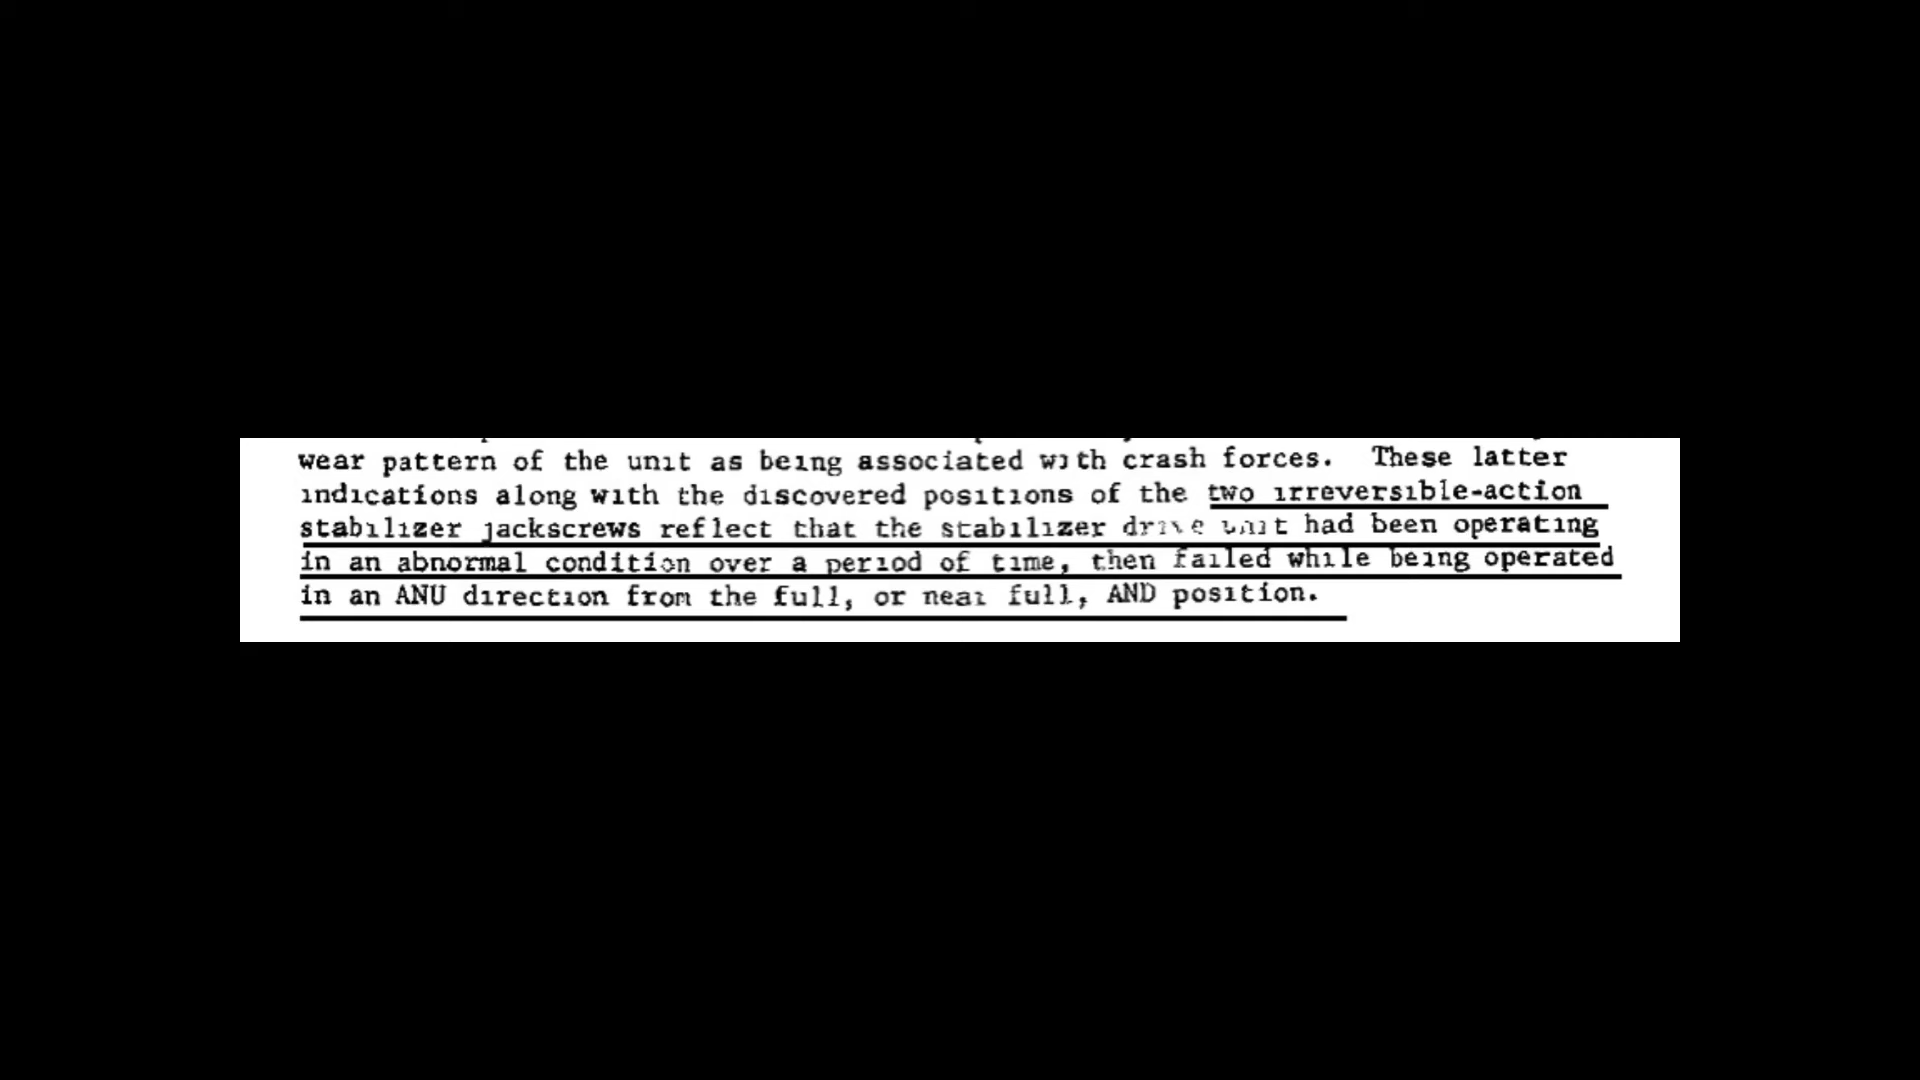 wear pattern of the unit as being associated with crash forces. These latter
indications along with the discovered positions of the two irreversible-action
stabilizer jackscrews reflect that the stabilizer drive unit had been operating
in an abnormal condition over a period of time, then failed while being operated
in an ANU direction from the full, or near full, AND position.